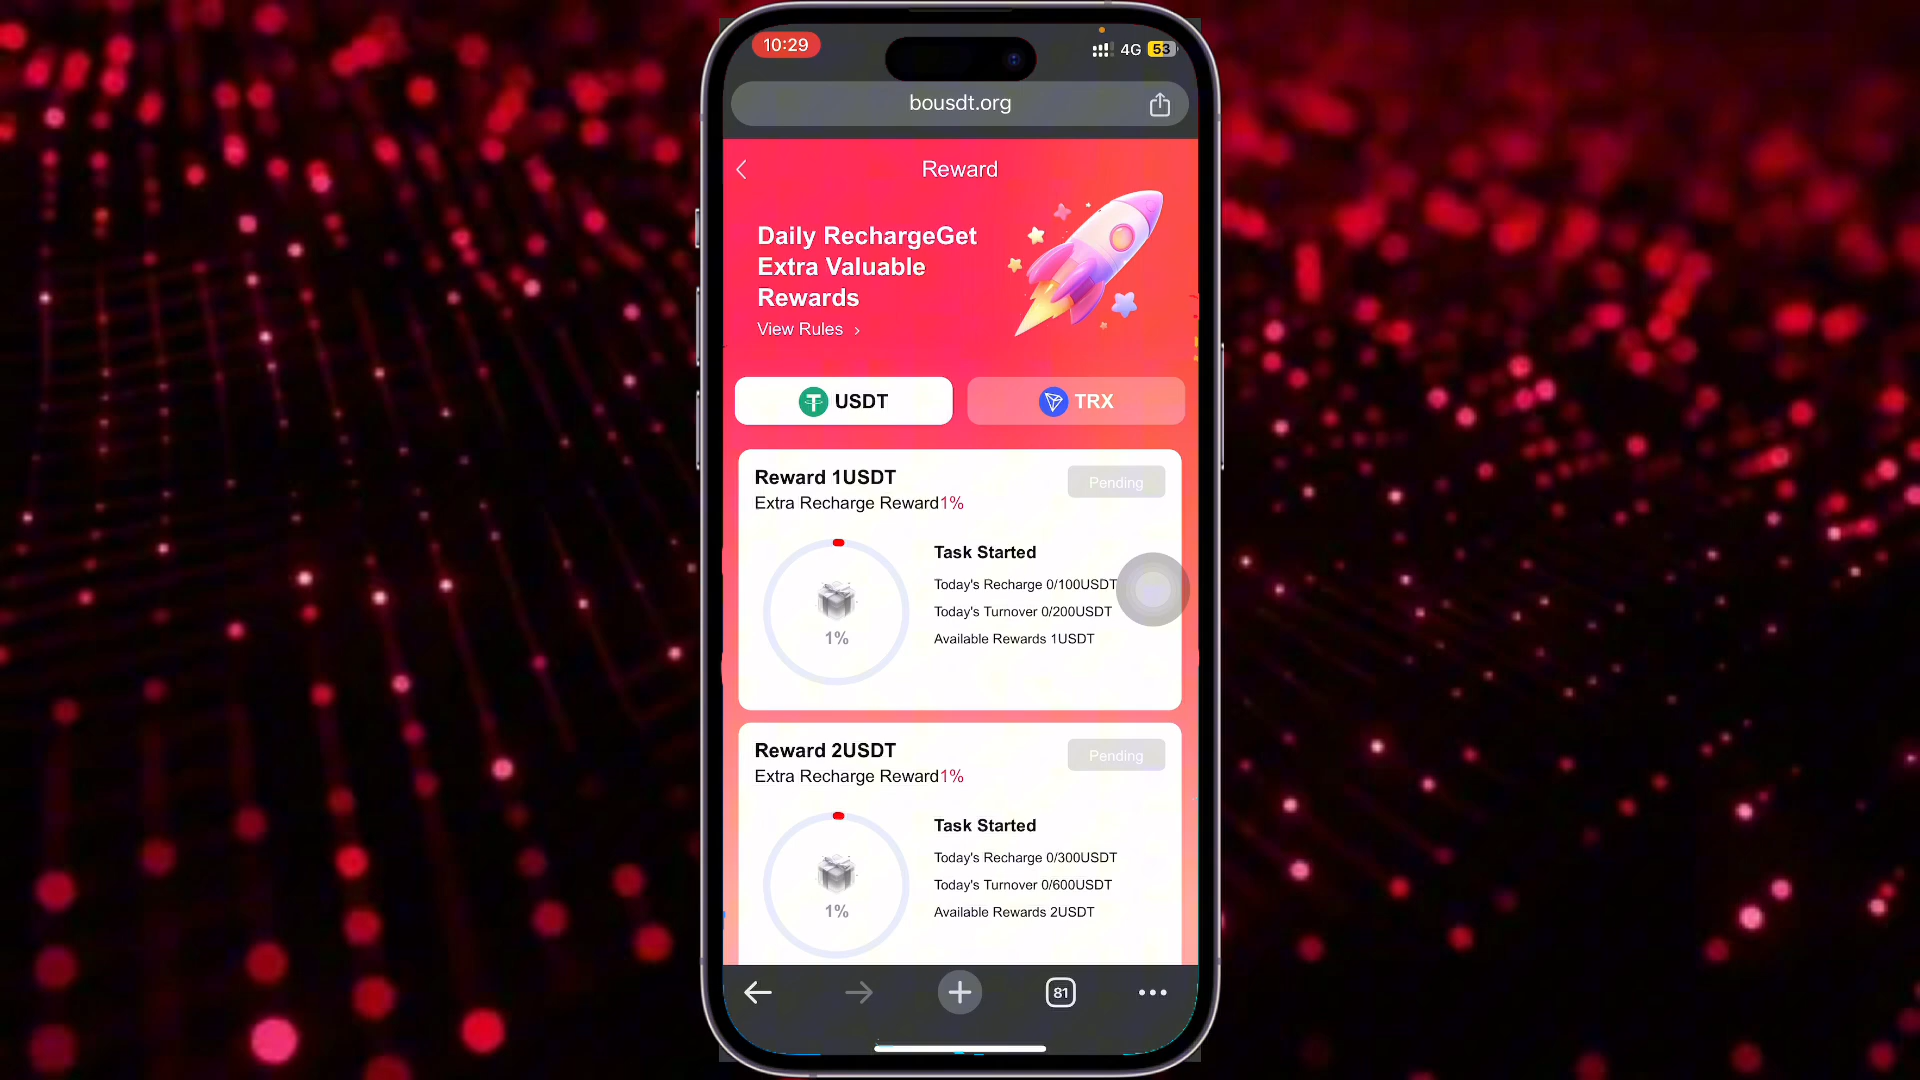 10:29
4G 53
bousdt.org
Reward
Daily RechargeGet
Extra Valuable
Rewards
View Rules ›
USDT
TRX
Reward 1USDT
Pending
Extra Recharge Reward1%
Task Started
Today's Recharge 0/100USDT
Today's Turnover 0/200USDT
1%
Available Rewards 1USDT
Reward 2USDT
Pending
Extra Recharge Reward1%
Task Started
Today's Recharge 0/300USDT
Today's Turnover 0/600USDT
1%
Available Rewards 2USDT
81